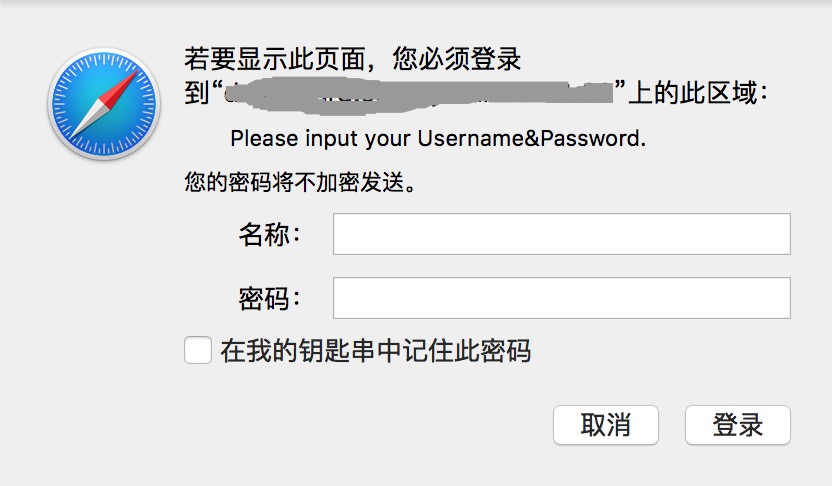 若要显示此页面，您必须登录
到“”上的此区域：
Please input your Username&Password.
您的密码将不加密发送。
名称：
密码：
在我的钥匙串中记住此密码
取消 登录